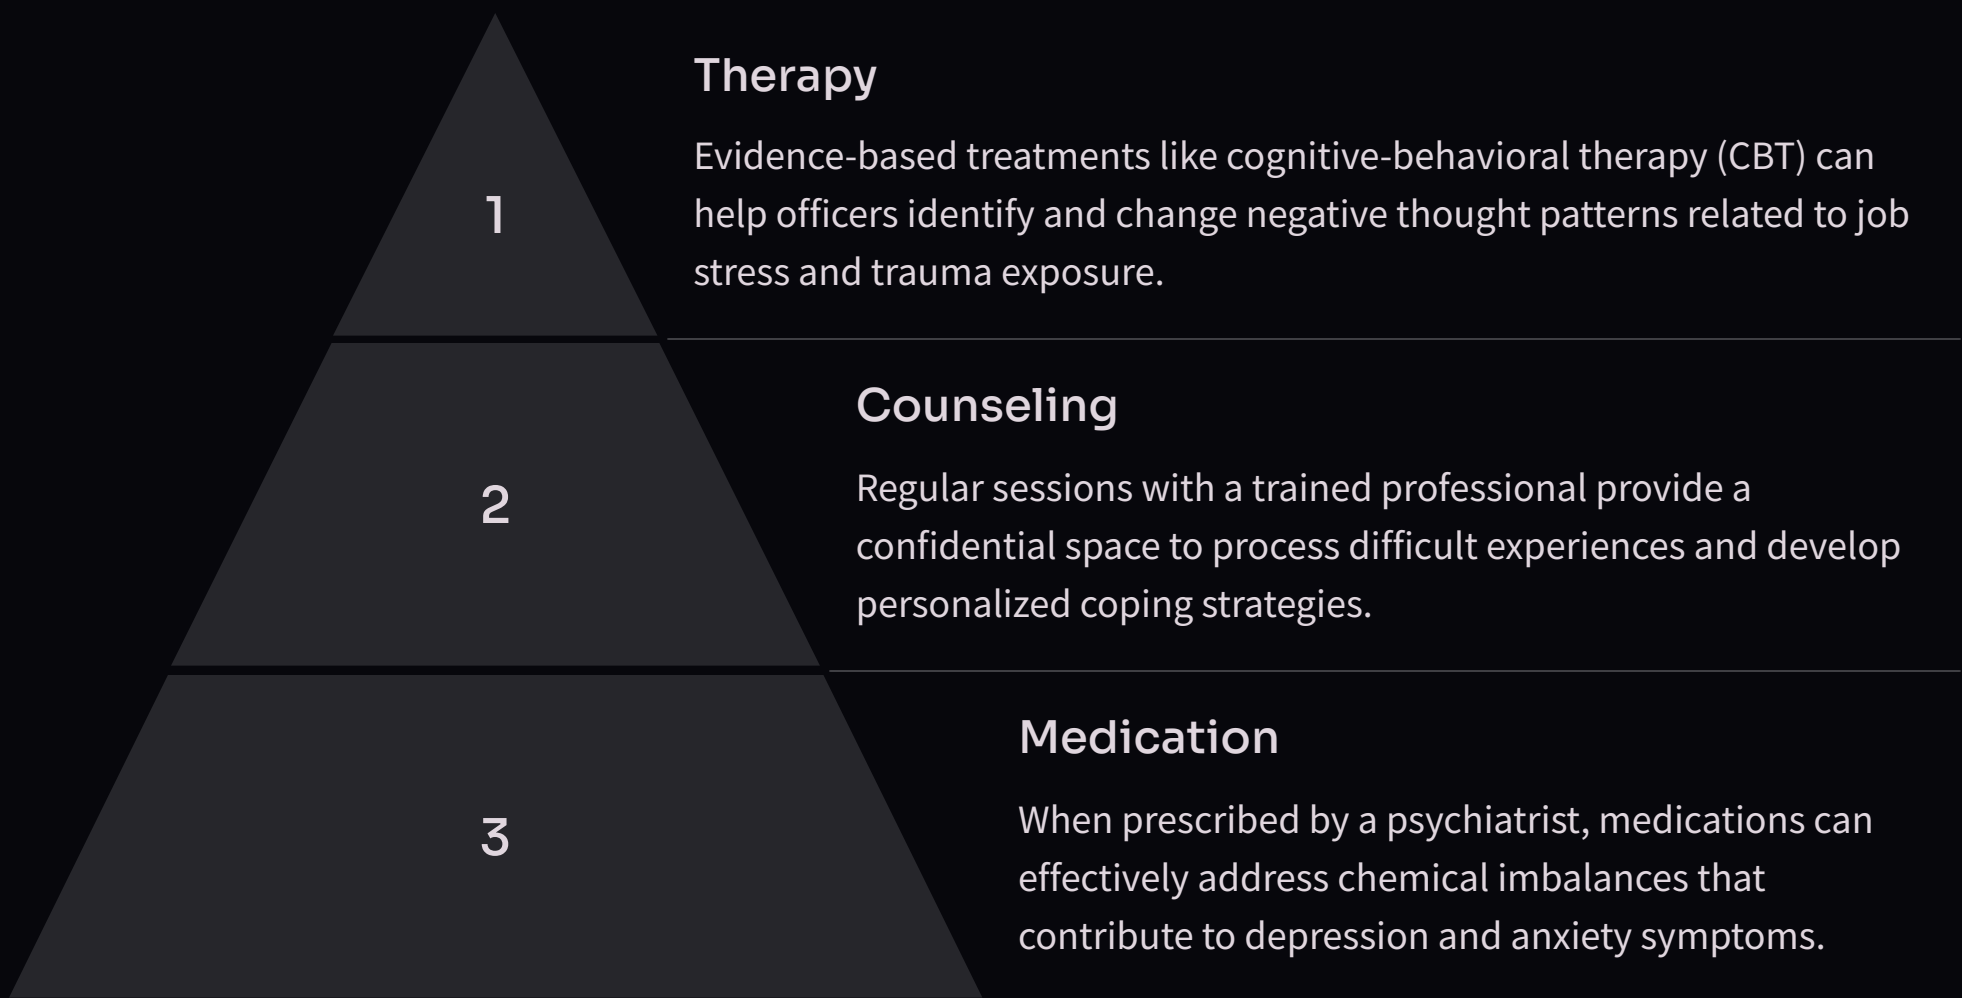 1
Therapy
Evidence-based treatments like cognitive-behavioral therapy (CBT) can
help officers identify and change negative thought patterns related to job
stress and trauma exposure.
2
Counseling
Regular sessions with a trained professional provide a
confidential space to process difficult experiences and develop
personalized coping strategies.
3
Medication
When prescribed by a psychiatrist, medications can
effectively address chemical imbalances that
contribute to depression and anxiety symptoms.